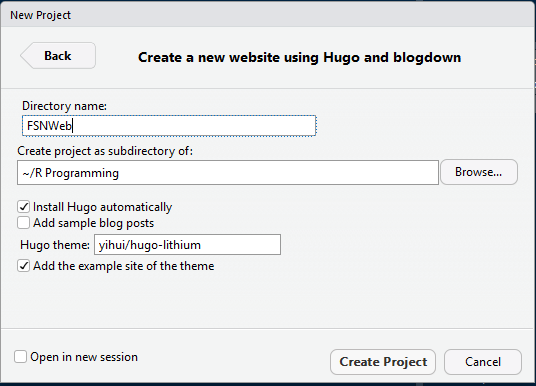 New Project
Back
Create a new website using Hugo and blogdown
Directory name:
FSNWeb
Create project as subdirectory of:
~/R Programming
Browse...
Install Hugo automatically
Add sample blog posts
Hugo theme: yihui/hugo-lithium
Add the example site of the theme
Open in new session
Create Project
Cancel